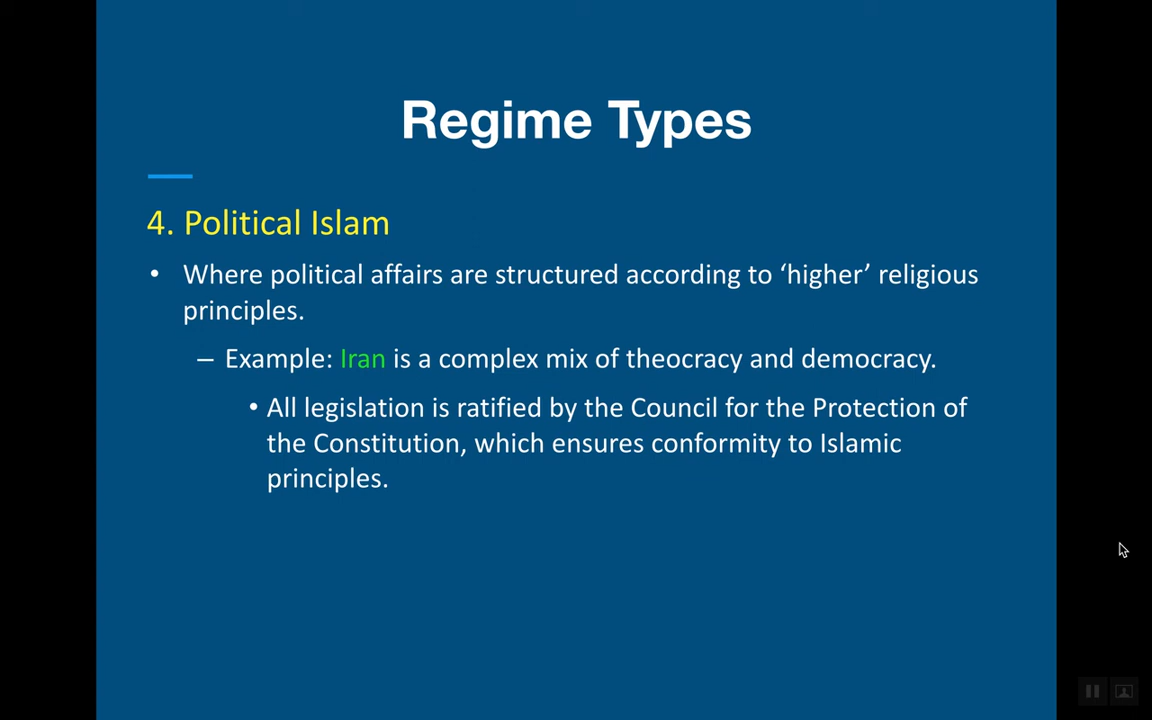 Regime Types
4. Political Islam
• Where political affairs are structured according to ‘higher’ religious
principles.
– Example: Iran is a complex mix of theocracy and democracy.
• All legislation is ratified by the Council for the Protection of
the Constitution, which ensures conformity to Islamic
principles.